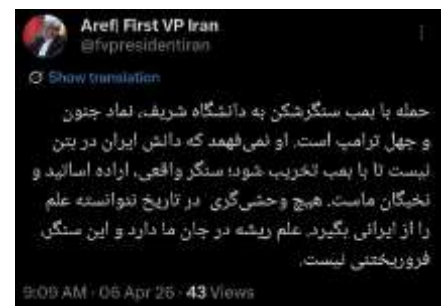 Aref| First VP Iran
@fvpresidentiran
Show translation
حمله با بمب سنگرشکن به دانشگاه شریف، نماد جنون
و جهل ترامپ است. او نمی‌فهمد که دانش ایران در بتن
نیست تا با بمب تخریب شود؛ سنگر واقعی، اراده اساتید و
نخبگان ماست. هیچ وحشی‌گری در تاریخ نتوانسته علم
را از ایرانی بگیرد. علم ریشه در جان ما دارد و این سنگر،
فروریختنی نیست.
9:09 AM · 06 Apr 26 · 43 Views